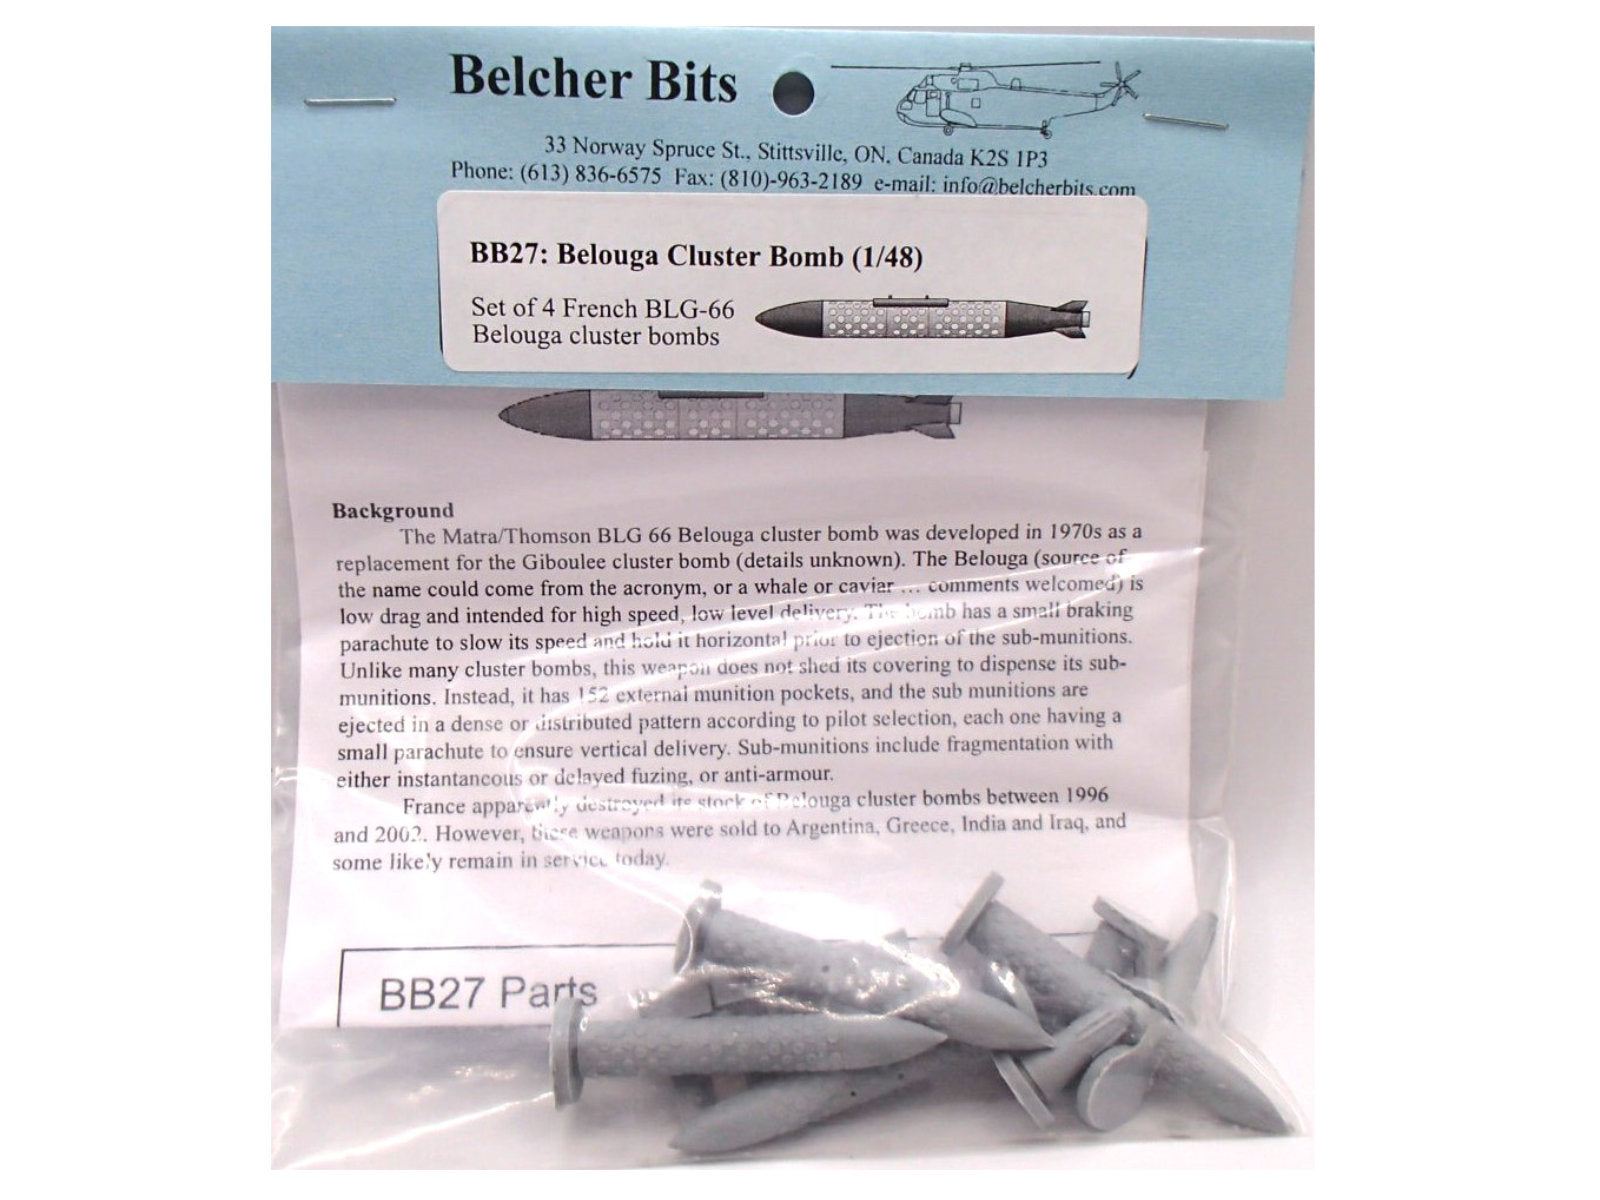 Belcher Bits
33 Norway Spruce St., Stittsville, ON, Canada K2S 1P3
Phone: (613) 836-6575 Fax: (810)-963-2189 e-mail: info@belcherbits.com
BB27: Belouga Cluster Bomb (1/48)
Set of 4 French BLG-66
Belouga cluster bombs
Background
The Matra/Thomson BLG 66 Belouga cluster bomb was developed in 1970s as a
replacement for the Giboulee cluster bomb (details unknown). The Belouga (source of
the name could come from the acronym, or a whale or caviar ... comments welcomed) is
low drag and intended for high speed, low level delivery. The bomb has a small braking
parachute to slow its speed and hold it horizontal prior to ejection of the sub-munitions.
Unlike many cluster bombs, this weapon does not shed its covering to dispense its sub-
munitions. Instead, it has 152 external munition pockets, and the sub munitions are
ejected in a dense or distributed pattern according to pilot selection, each one having a
small parachute to ensure vertical delivery. Sub-munitions include fragmentation with
either instantaneous or delayed fuzing, or anti-armour.
France apparently destroyed its stock of Belouga cluster bombs between 1996
and 2002. However, these weapons were sold to Argentina, Greece, India and Iraq, and
some likely remain in service today.
BB27 Parts